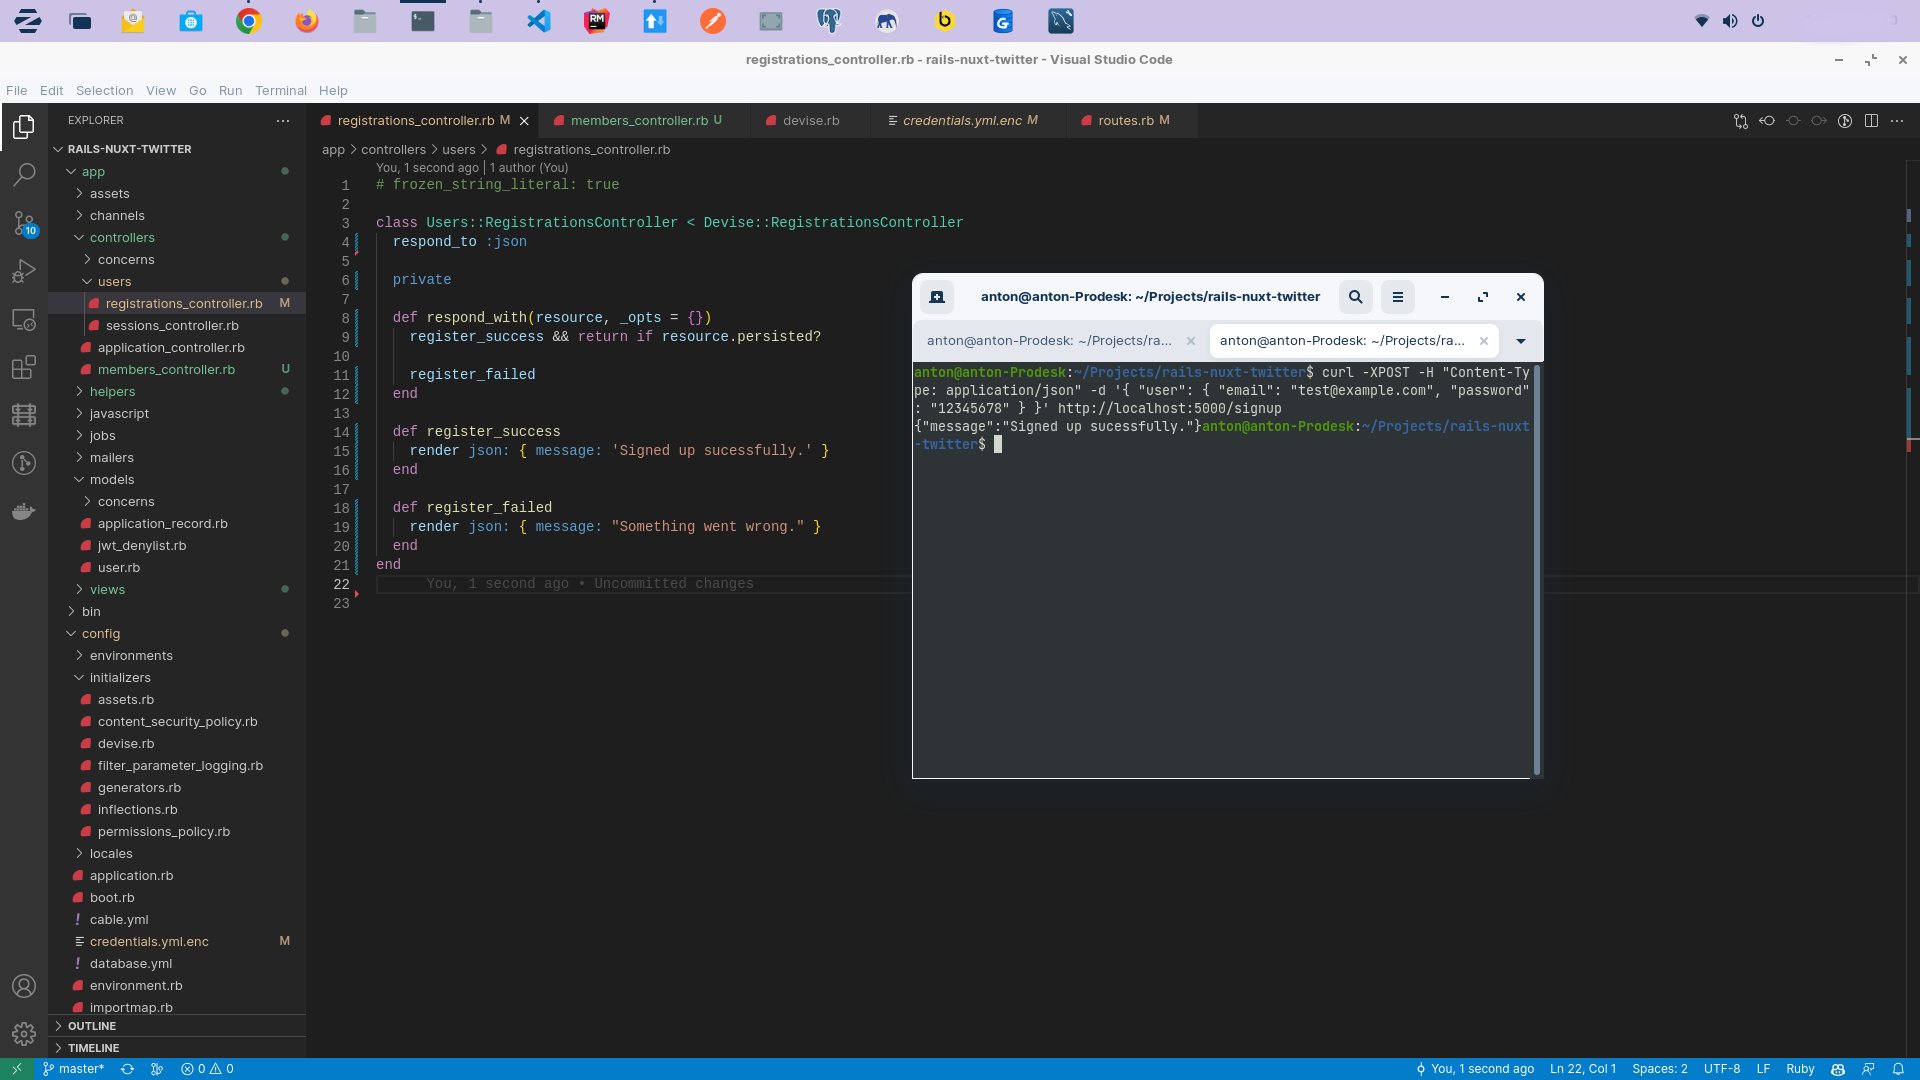 registrations_controller.rb - rails-nuxt-twitter - Visual Studio Code
File Edit Selection View Go Run Terminal Help
EXPLORER
RAILS-NUXT-TWITTER
app
assets
channels
controllers
concerns
users
registrations_controller.rb M
sessions_controller.rb
application_controller.rb
members_controller.rb U
helpers
javascript
jobs
mailers
models
concerns
application_record.rb
jwt_denylist.rb
user.rb
views
bin
config
environments
initializers
assets.rb
content_security_policy.rb
devise.rb
filter_parameter_logging.rb
generators.rb
inflections.rb
permissions_policy.rb
locales
application.rb
boot.rb
cable.yml
credentials.yml.enc M
database.yml
environment.rb
importmap.rb
OUTLINE
TIMELINE
10
registrations_controller.rb M members_controller.rb U devise.rb credentials.yml.enc M routes.rb M
app > controllers > users > registrations_controller.rb
You, 1 second ago | 1 author (You)
1 # frozen_string_literal: true
2
3 class Users::RegistrationsController < Devise::RegistrationsController
4 respond_to :json
5
6 private
7
8 def respond_with(resource, _opts = {})
9 register_success && return if resource.persisted?
10
11 register_failed
12 end
13
14 def register_success
15 render json: { message: 'Signed up sucessfully.' }
16 end
17
18 def register_failed
19 render json: { message: "Something went wrong." }
20 end
21 end
22 You, 1 second ago • Uncommitted changes
23
anton@anton-Prodesk: ~/Projects/rails-nuxt-twitter
anton@anton-Prodesk: ~/Projects/ra... anton@anton-Prodesk: ~/Projects/ra...
anton@anton-Prodesk:~/Projects/rails-nuxt-twitter$ curl -XPOST -H "Content-Ty
pe: application/json" -d '{ "user": { "email": "test@example.com", "password"
: "12345678" } }' http://localhost:5000/signup
{"message":"Signed up sucessfully."}anton@anton-Prodesk:~/Projects/rails-nuxt
-twitter$
master* 0 0 You, 1 second ago Ln 22, Col 1 Spaces: 2 UTF-8 LF Ruby